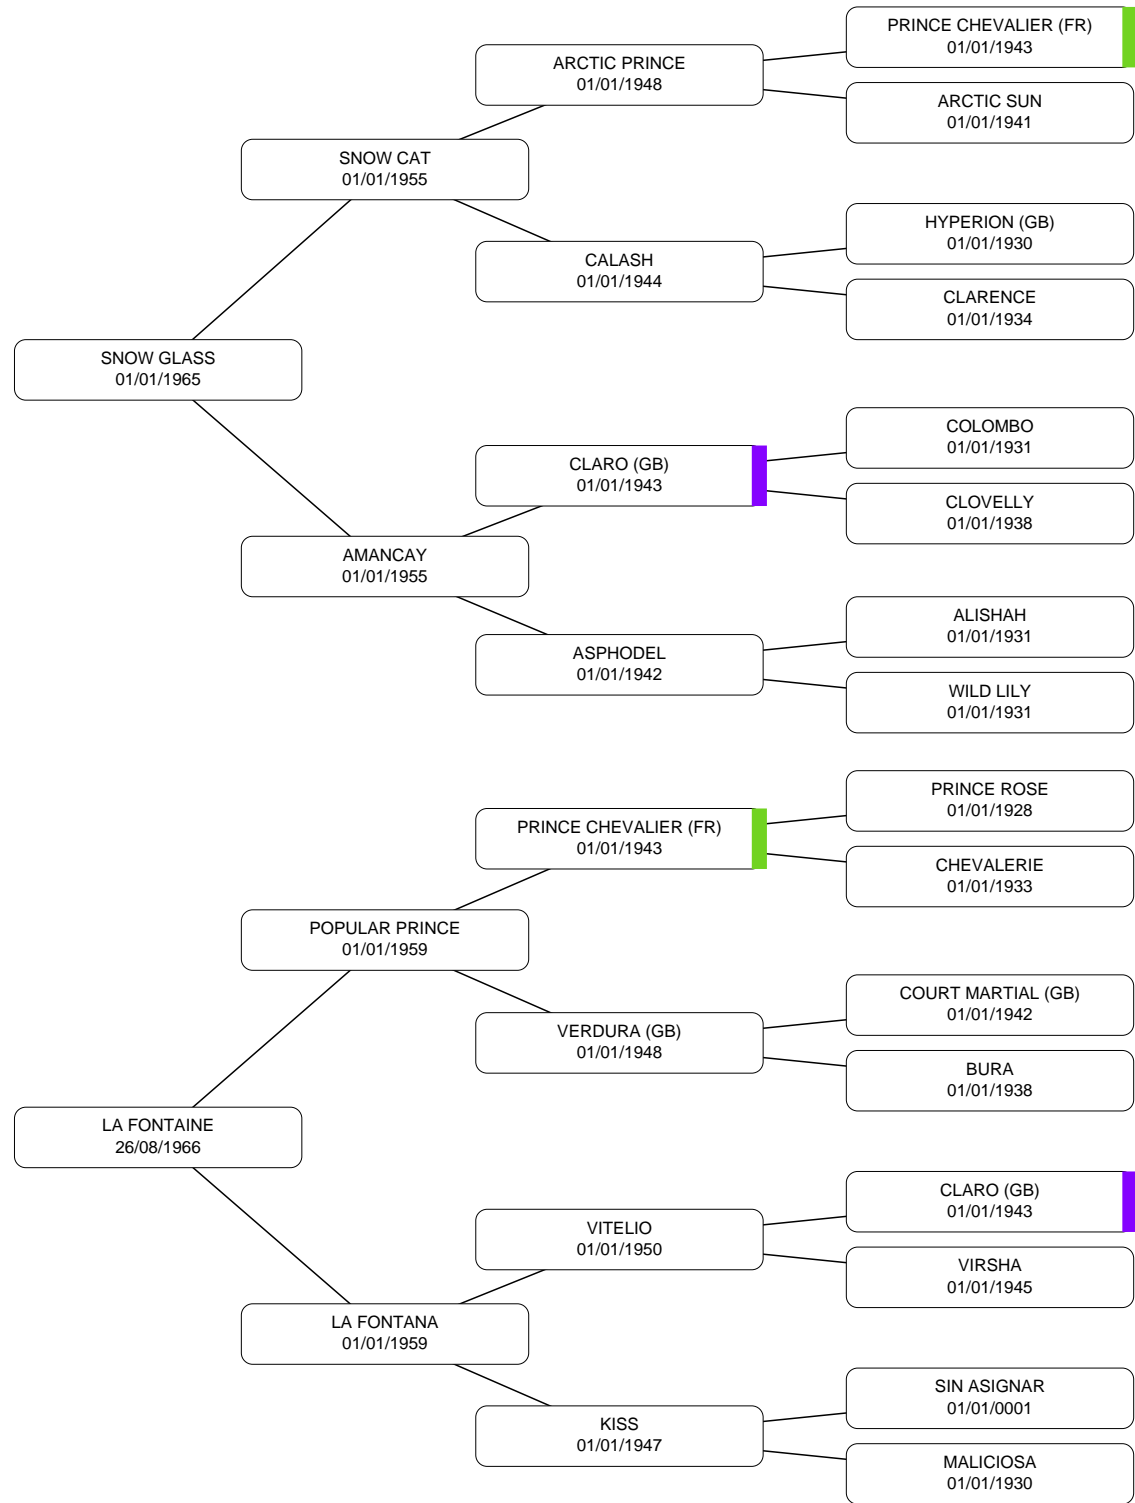 PRINCE CHEVALIER (FR)
01/01/1943
ARCTIC PRINCE
01/01/1948
ARCTIC SUN
01/01/1941
SNOW CAT
01/01/1955
HYPERION (GB)
01/01/1930
CALASH
01/01/1944
CLARENCE
01/01/1934
SNOW GLASS
01/01/1965
COLOMBO
01/01/1931
CLARO (GB)
01/01/1943
CLOVELLY
01/01/1938
AMANCAY
01/01/1955
ALISHAH
01/01/1931
ASPHODEL
01/01/1942
WILD LILY
01/01/1931
PRINCE ROSE
01/01/1928
PRINCE CHEVALIER (FR)
01/01/1943
CHEVALERIE
01/01/1933
POPULAR PRINCE
01/01/1959
COURT MARTIAL (GB)
01/01/1942
VERDURA (GB)
01/01/1948
BURA
01/01/1938
LA FONTAINE
26/08/1966
CLARO (GB)
01/01/1943
VITELIO
01/01/1950
VIRSHA
01/01/1945
LA FONTANA
01/01/1959
SIN ASIGNAR
01/01/0001
KISS
01/01/1947
MALICIOSA
01/01/1930